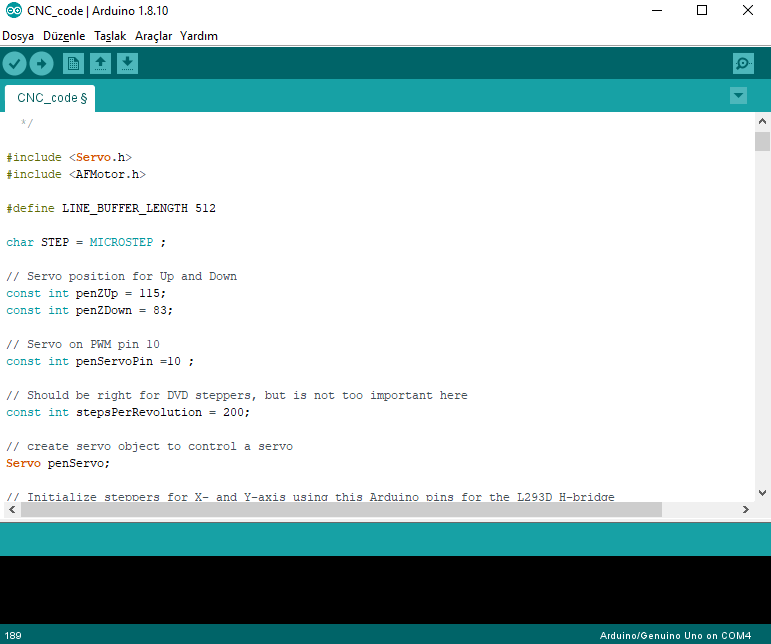 CNC_code | Arduino 1.8.10
Dosya Düzenle Taslak Araçlar Yardım
CNC_code §
*/
#include <Servo.h>
#include <AFMotor.h>
#define LINE_BUFFER_LENGTH 512
char STEP = MICROSTEP ;
// Servo position for Up and Down
const int penZUp = 115;
const int penZDown = 83;
// Servo on PWM pin 10
const int penServoPin =10 ;
// Should be right for DVD steppers, but is not too important here
const int stepsPerRevolution = 200;
// create servo object to control a servo
Servo penServo;
// Initialize steppers for X- and Y-axis using this Arduino pins for the L293D H-bridge
189
Arduino/Genuino Uno on COM4